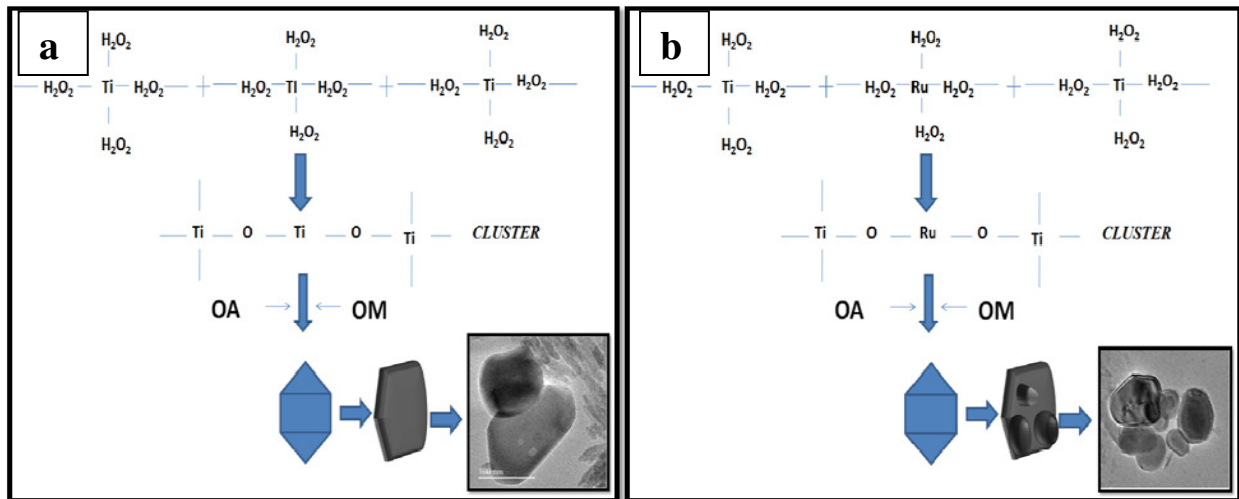 a
H₂O₂ H₂O₂ H₂O₂
H₂O₂ Ti H₂O₂ + H₂O₂ TI H₂O₂ + H₂O₂ Ti H₂O₂
H₂O₂ H₂O₂ H₂O₂
Ti O Ti O Ti CLUSTER
OA OM
b
H₂O₂ H₂O₂ H₂O₂
H₂O₂ Ti H₂O₂ + H₂O₂ Ru H₂O₂ + H₂O₂ Ti H₂O₂
H₂O₂ H₂O₂ H₂O₂
Ti O Ru O Ti CLUSTER
OA OM